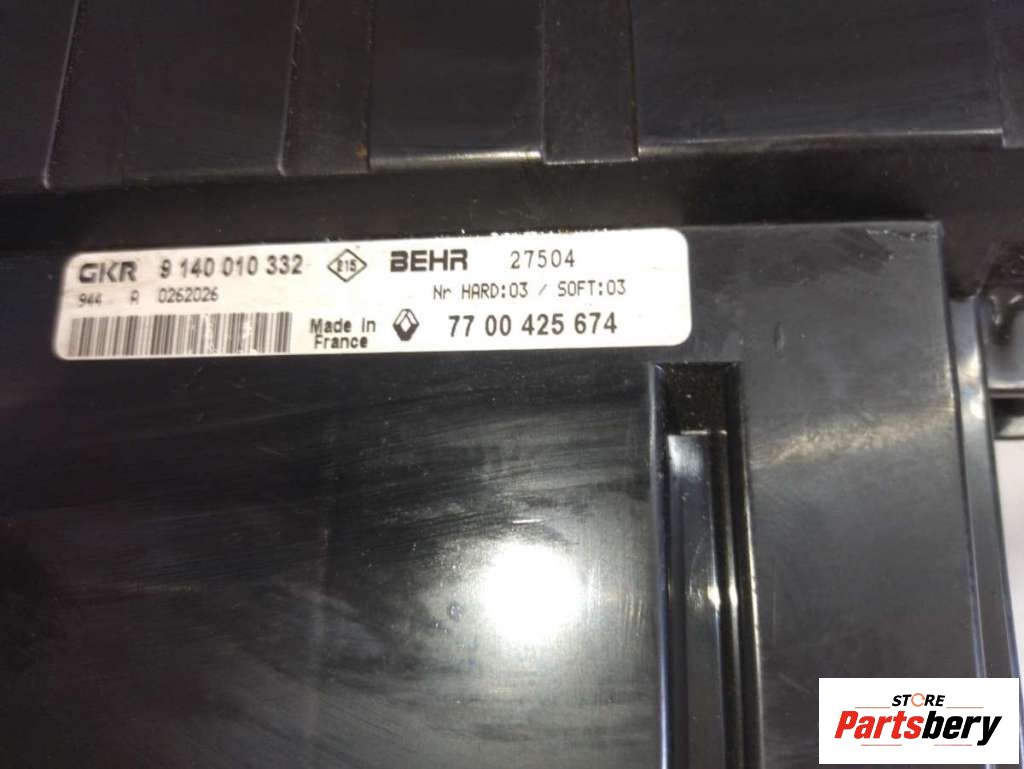 GKR 9 140 010 332 215 BEHR 27504
944 A 0262026 Nr HARD:03 / SOFT:03
Made in France 77 00 425 674
STORE
Partsbery